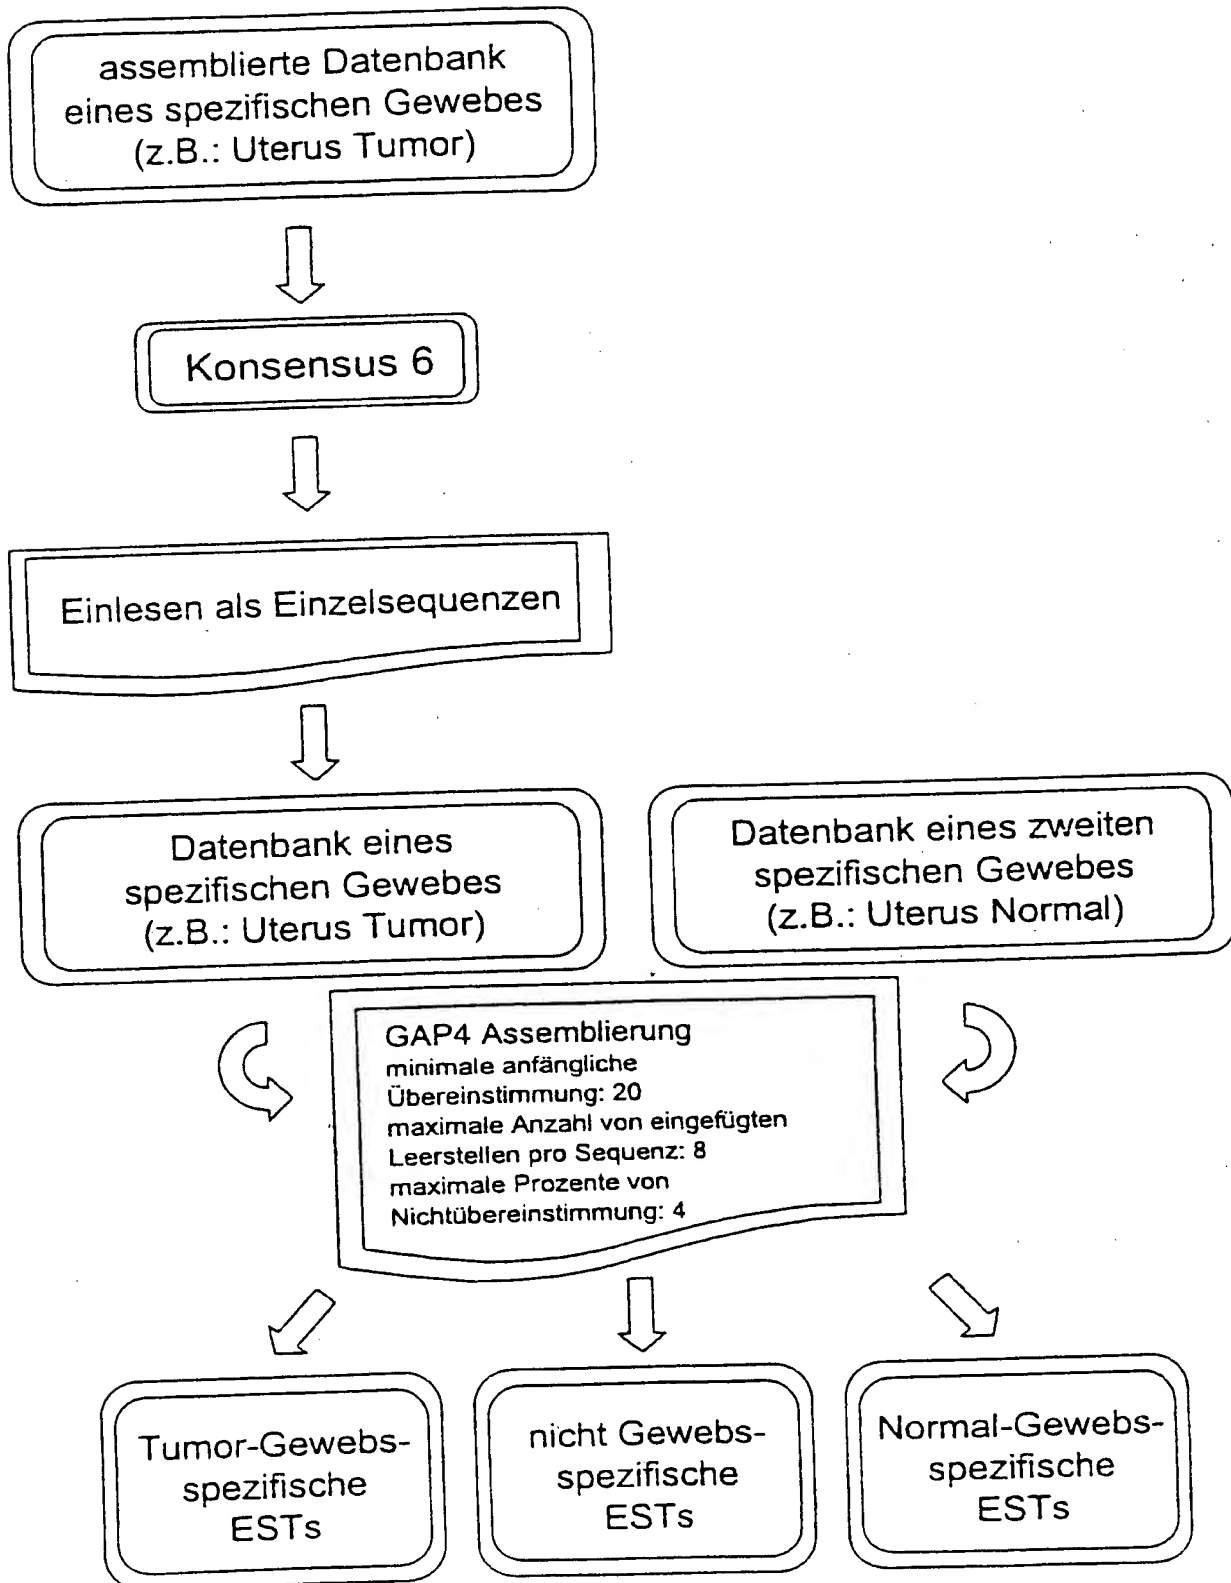 assemblierte Datenbank
eines spezifischen Gewebes
(z.B.: Uterus Tumor)
Konsensus 6
Einlesen als Einzelsequenzen
Datenbank eines
spezifischen Gewebes
(z.B.: Uterus Tumor)
Datenbank eines zweiten
spezifischen Gewebes
(z.B.: Uterus Normal)
GAP4 Assemblierung
minimale anfängliche
Übereinstimmung: 20
maximale Anzahl von eingefügten
Leerstellen pro Sequenz: 8
maximale Prozente von
Nichtübereinstimmung: 4
Tumor-Gewebs-
spezifische
ESTs
nicht Gewebs-
spezifische
ESTs
Normal-Gewebs-
spezifische
ESTs